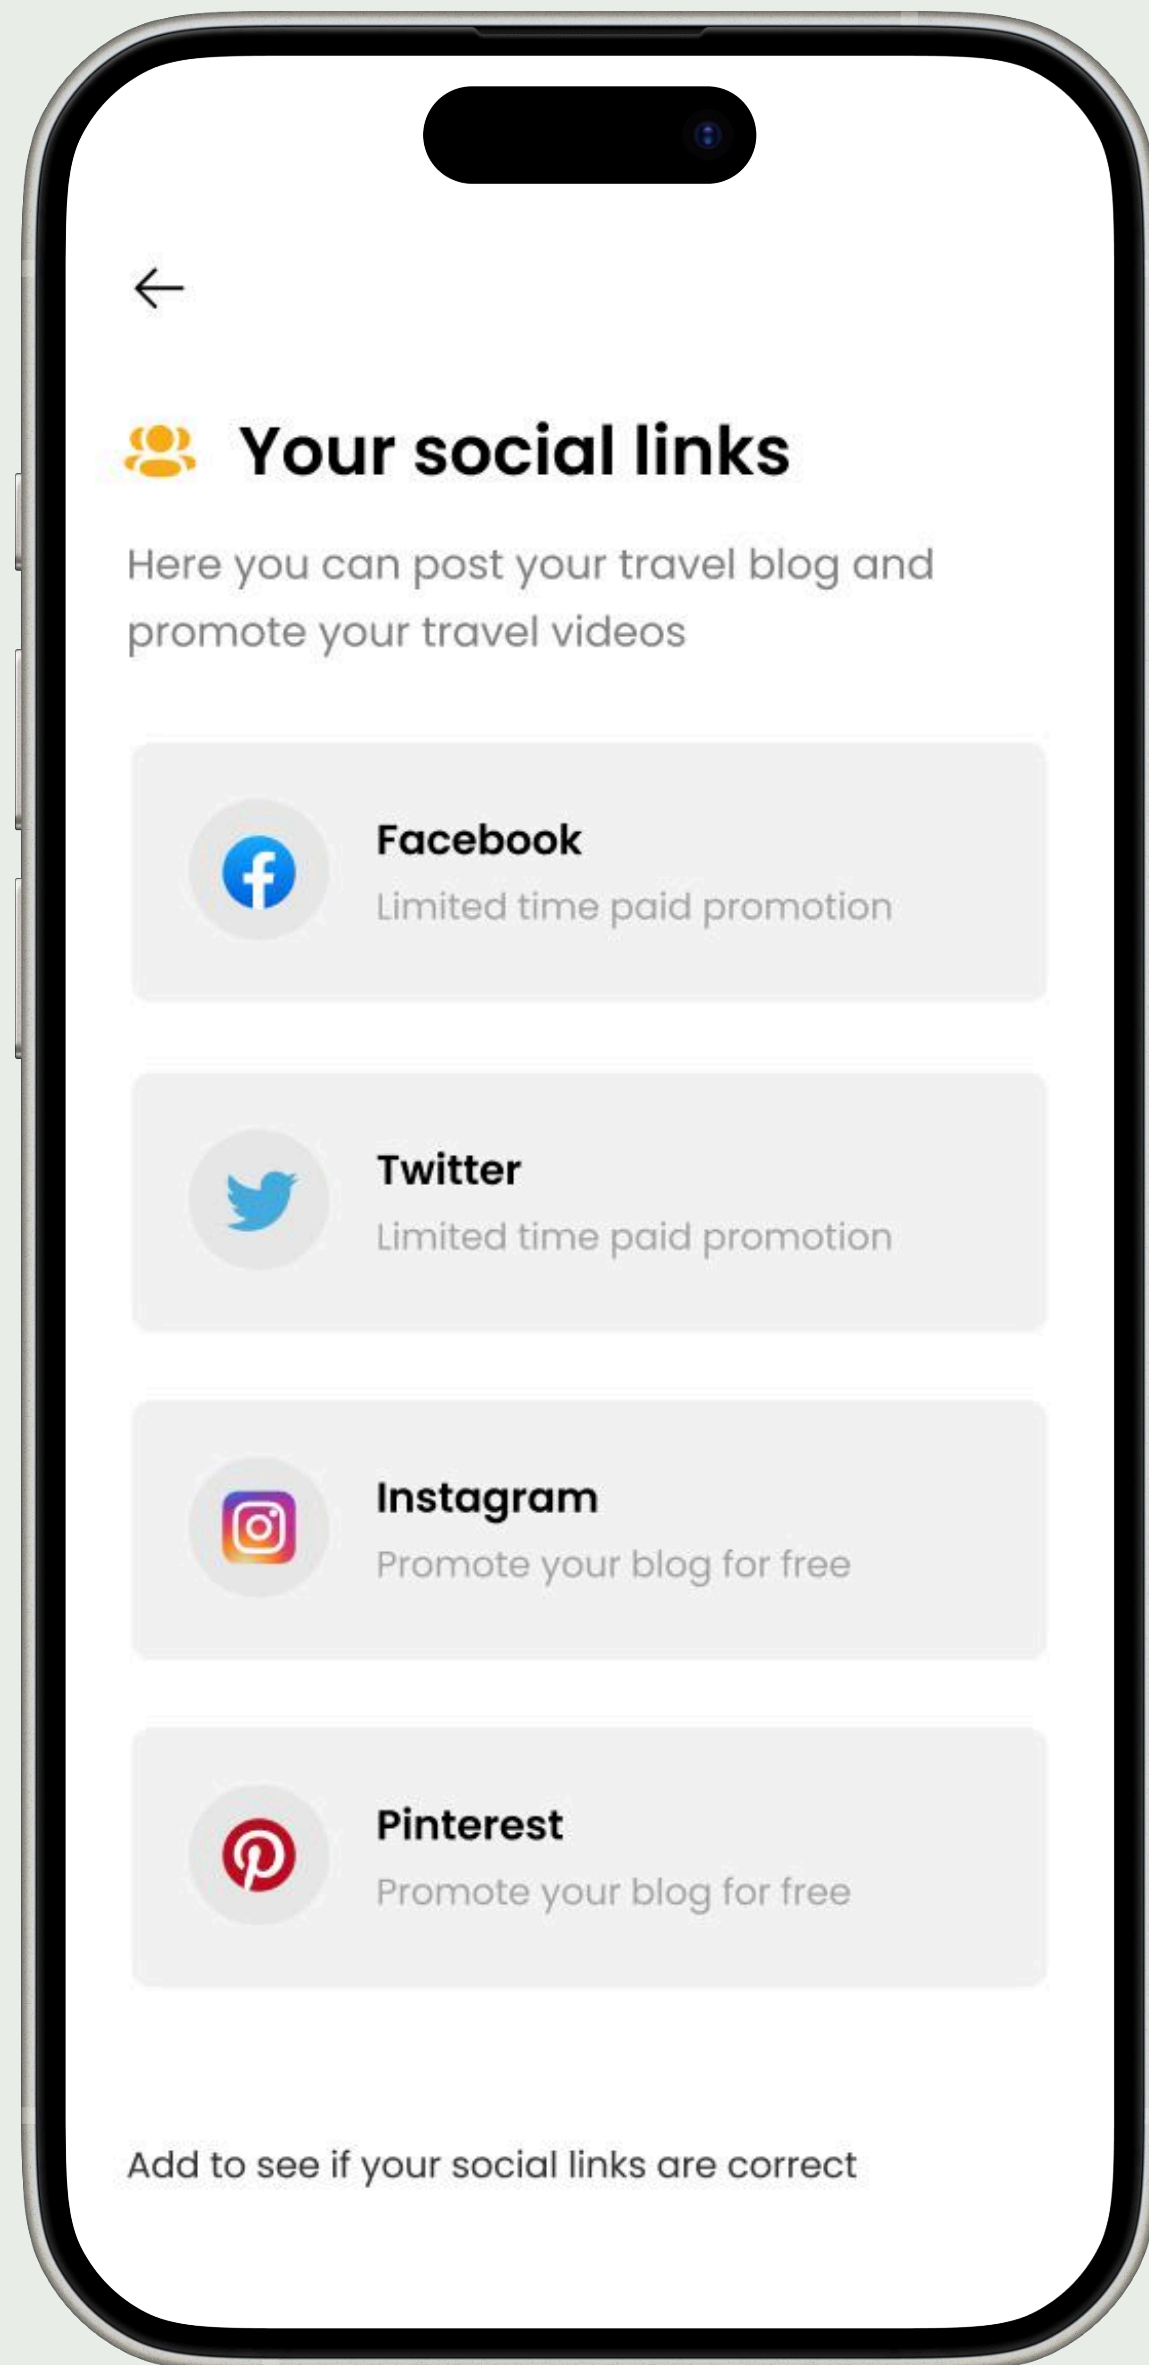 Your social links
Here you can post your travel blog and
promote your travel videos
Facebook
Limited time paid promotion
Twitter
Limited time paid promotion
Instagram
Promote your blog for free
Pinterest
Promote your blog for free
Add to see if your social links are correct